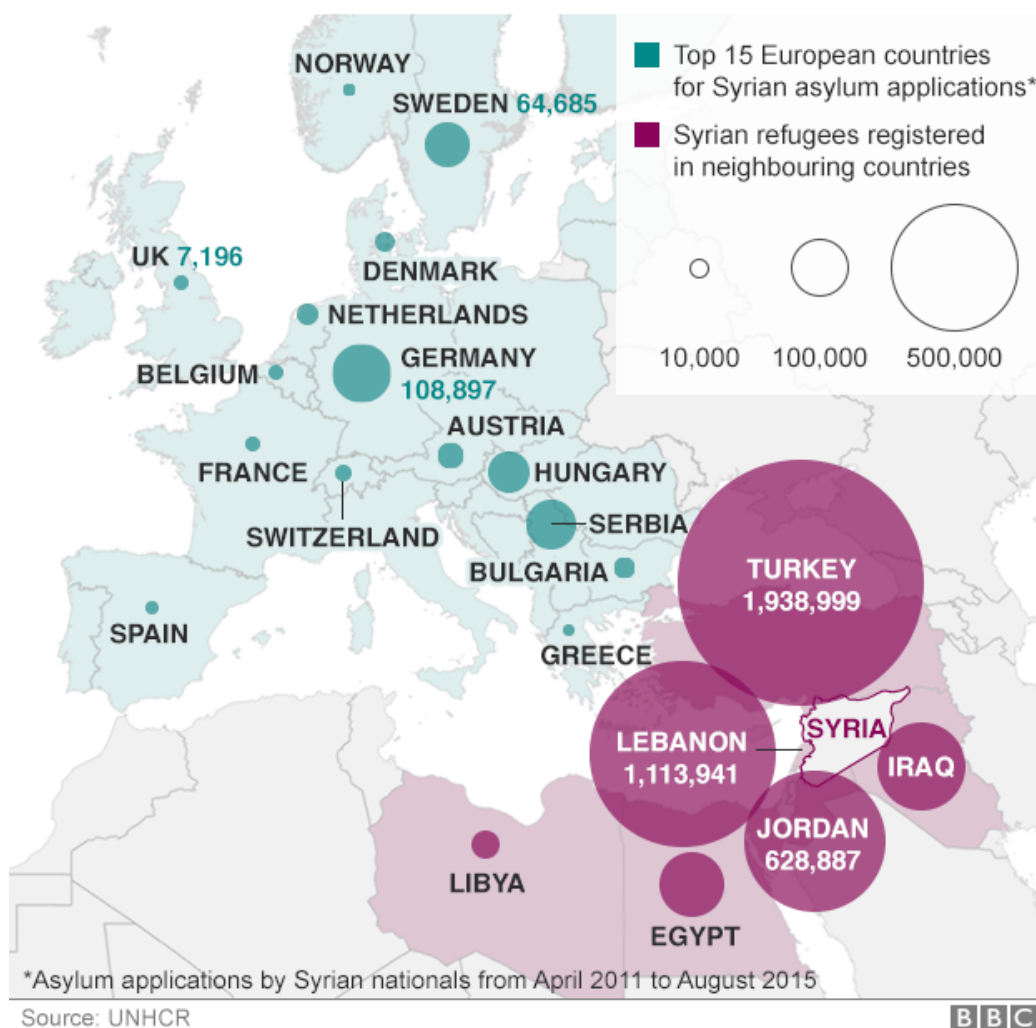 Top 15 European countries
for Syrian asylum applications*
Syrian refugees registered
in neighbouring countries
10,000 100,000 500,000
NORWAY
SWEDEN 64,685
UK 7,196
DENMARK
NETHERLANDS
GERMANY
108,897
BELGIUM
AUSTRIA
FRANCE
HUNGARY
SWITZERLAND
SERBIA
BULGARIA
SPAIN
GREECE
TURKEY
1,938,999
SYRIA
LEBANON
1,113,941
IRAQ
JORDAN
628,887
LIBYA
EGYPT
*Asylum applications by Syrian nationals from April 2011 to August 2015
Source: UNHCR
BBC